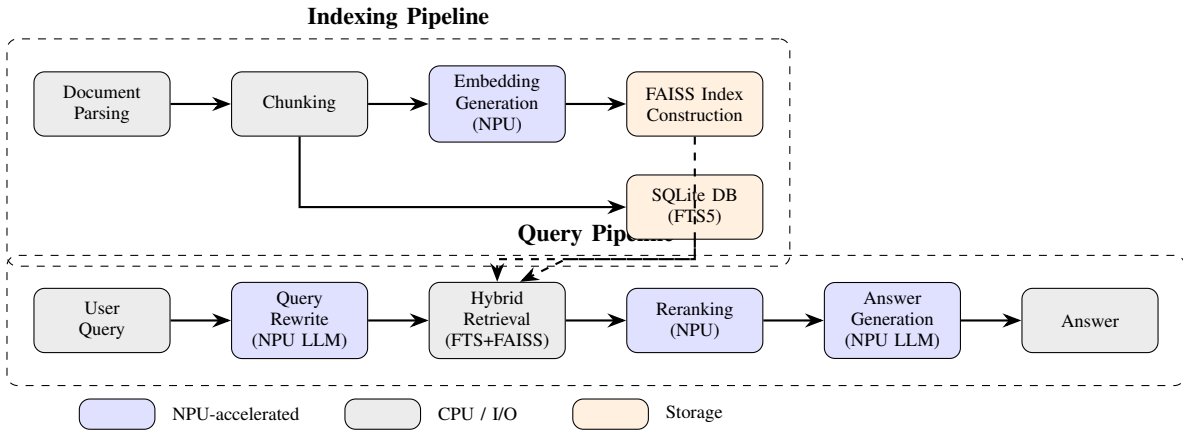 Indexing Pipeline
Document
Parsing
Chunking
Embedding
Generation
(NPU)
FAISS Index
Construction
SQLite DB
(FTS5)
Query Pipeline
User
Query
Query
Rewrite
(NPU LLM)
Hybrid
Retrieval
(FTS+FAISS)
Reranking
(NPU)
Answer
Generation
(NPU LLM)
Answer
NPU-accelerated
CPU / I/O
Storage